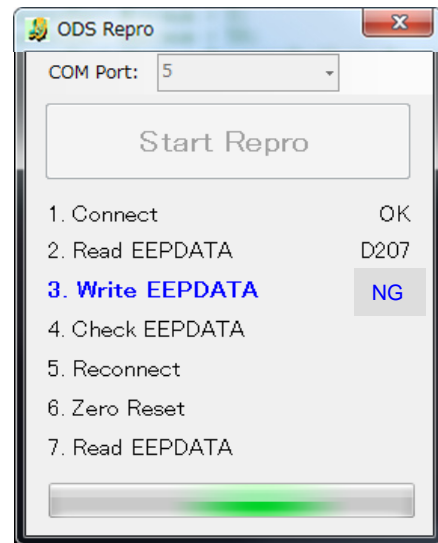 ODS Repro
COM Port: 5
Start Repro
1. Connect OK
2. Read EEPDATA D207
3. Write EEPDATA NG
4. Check EEPDATA
5. Reconnect
6. Zero Reset
7. Read EEPDATA